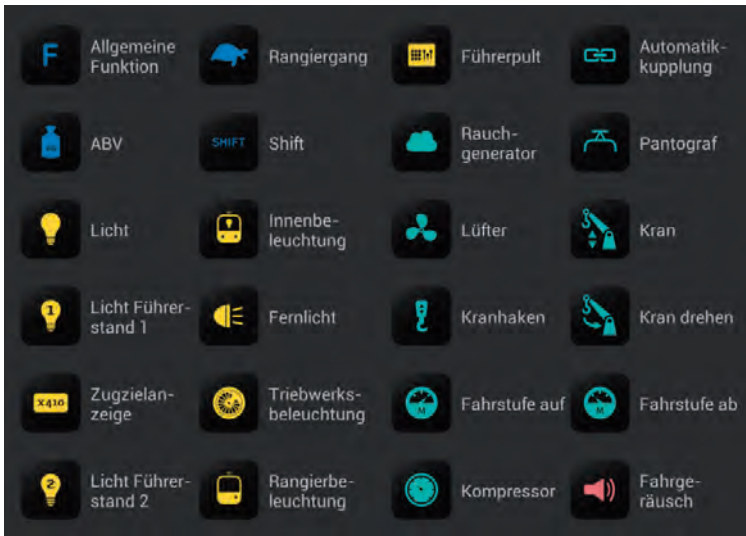 F
Allgemeine
Funktion
Rangiergang
Führerpult
Automatik-
kupplung
ABV
SHIFT
Shift
Rauch-
generator
Pantograf
Licht
Innenbe-
leuchtung
Lüfter
Kran
1
Licht Führer-
stand 1
Fernlicht
Kranhaken
Kran drehen
X410
Zugzielan-
zeige
Triebwerks-
beleuchtung
M
Fahrstufe auf
M
Fahrstufe ab
2
Licht Führer-
stand 2
Rangierbe-
leuchtung
Kompressor
Fahrge-
räusch